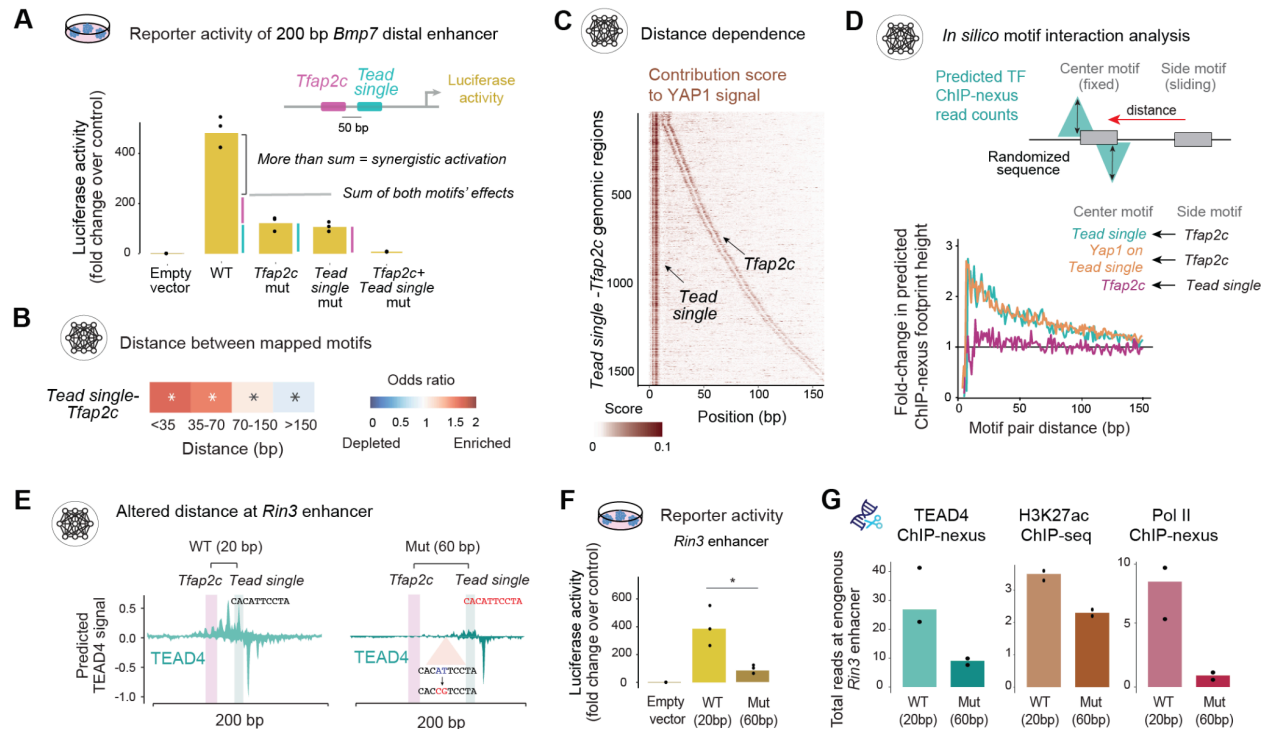 A
Reporter activity of 200 bp Bmp7 distal enhancer
Tfap2c
Tead
single
Luciferase
activity
50 bp
Luciferase activity
(fold change over control)
400
200
0
More than sum = synergistic activation
Sum of both motifs' effects
Empty
vector
WT
Tfap2c
mut
Tead
single
mut
Tfap2c+
Tead single
mut
B
Distance between mapped motifs
Tead single-
Tfap2c
* * * *
<35 35-70 70-150 >150
Distance (bp)
Odds ratio
0 0.5 1 1.5 2
Depleted Enriched
C
Distance dependence
Contribution score
to YAP1 signal
Tead single -Tfap2c genomic regions
500
1000
1500
Tfap2c
Tead
single
0 50 100 150
Position (bp)
Score
0 0.1
D
In silico motif interaction analysis
Predicted TF
ChIP-nexus
read counts
Center motif
(fixed)
Side motif
(sliding)
distance
Randomized
sequence
Center motif Side motif
Tead single Tfap2c
Yap1 on
Tead single
Tfap2c
Tfap2c Tead single
Fold-change in predicted
ChIP-nexus footprint height
3
2
1
0
0 50 100 150
Motif pair distance (bp)
E
Altered distance at Rin3 enhancer
WT (20 bp)
Tfap2c Tead single
CACATTCCTA
Mut (60 bp)
Tfap2c Tead single
CACATTCCTA
Predicted
TEAD4 signal
0.5
0.0
-0.5
-1.0
TEAD4
TEAD4
CACATTCCTA
CACCGTCCTA
200 bp
200 bp
F
Reporter activity
Rin3 enhancer
Luciferase activity
(fold change over control)
600
400
200
0
*
Empty
vector
WT
(20bp)
Mut
(60bp)
G
TEAD4
ChIP-nexus
H3K27ac
ChIP-seq
Pol II
ChIP-nexus
Total reads at endogenous
Rin3 enhacner
40
30
20
10
0
3
2
1
0
10
5
0
WT
(20bp)
Mut
(60bp)
WT
(20bp)
Mut
(60bp)
WT
(20bp)
Mut
(60bp)